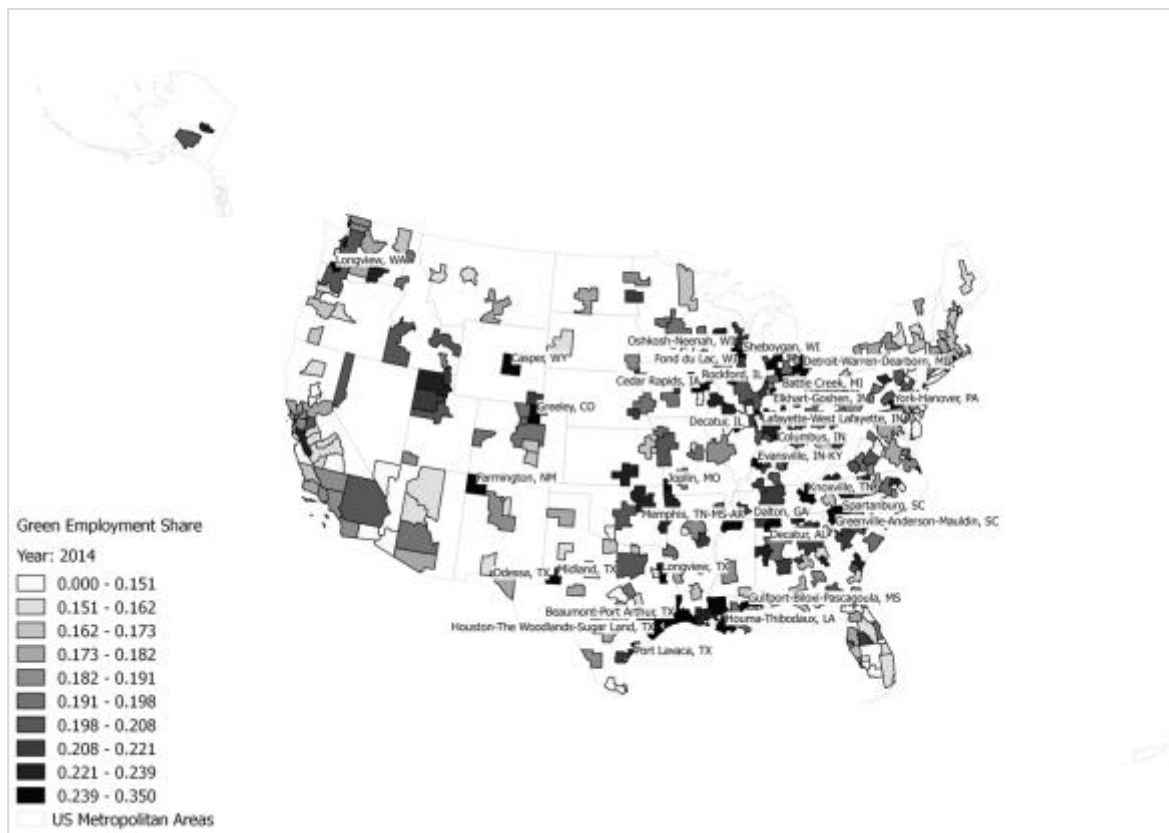 Longview, WA
Casper, WY
Greeley, CO
Farmington, NM
Odessa, TX
Midland, TX
Longview, TX
Beaumont-Port Arthur, TX
Houston-The Woodlands-Sugar Land, TX
Port Lavaca, TX
Houma-Thibodaux, LA
Gulfport-Biloxi-Pascagoula, MS
Oshkosh-Neenah, WI
Sheboygan, WI
Fond du Lac, WI
Detroit-Warren-Dearborn, MI
Cedar Rapids, IA
Rockford, IL
Battle Creek, MI
Elkhart-Goshen, IN
York-Hanover, PA
Decatur, IL
Lafayette-West Lafayette, IN
Columbus, IN
Evansville, IN-KY
Joplin, MO
Knoxville, TN
Spartanburg, SC
Memphis, TN-MS-AR
Dalton, GA
Greenville-Anderson-Mauldin, SC
Decatur, AL
Green Employment Share
Year: 2014
0.000 - 0.151
0.151 - 0.162
0.162 - 0.173
0.173 - 0.182
0.182 - 0.191
0.191 - 0.198
0.198 - 0.208
0.208 - 0.221
0.221 - 0.239
0.239 - 0.350
US Metropolitan Areas